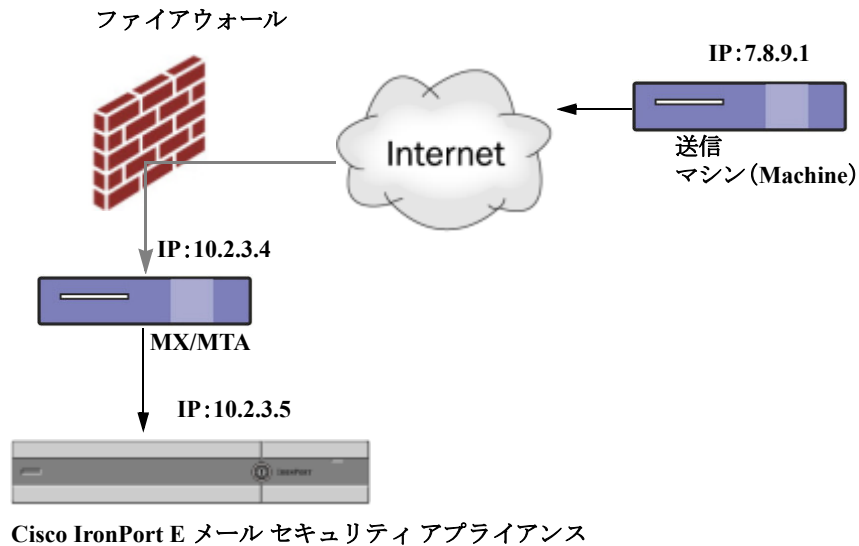 ファイアウォール
IP:7.8.9.1
Internet
送信
マシン(Machine)
IP:10.2.3.4
MX/MTA
IP:10.2.3.5
IRONPORT
Cisco IronPort E メール セキュリティ アプライアンス